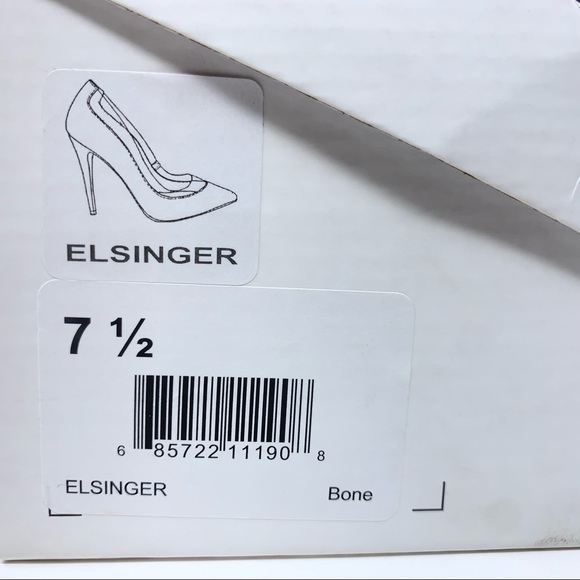 ELSINGER
7 ½
6 85722 11190 8
ELSINGER Bone